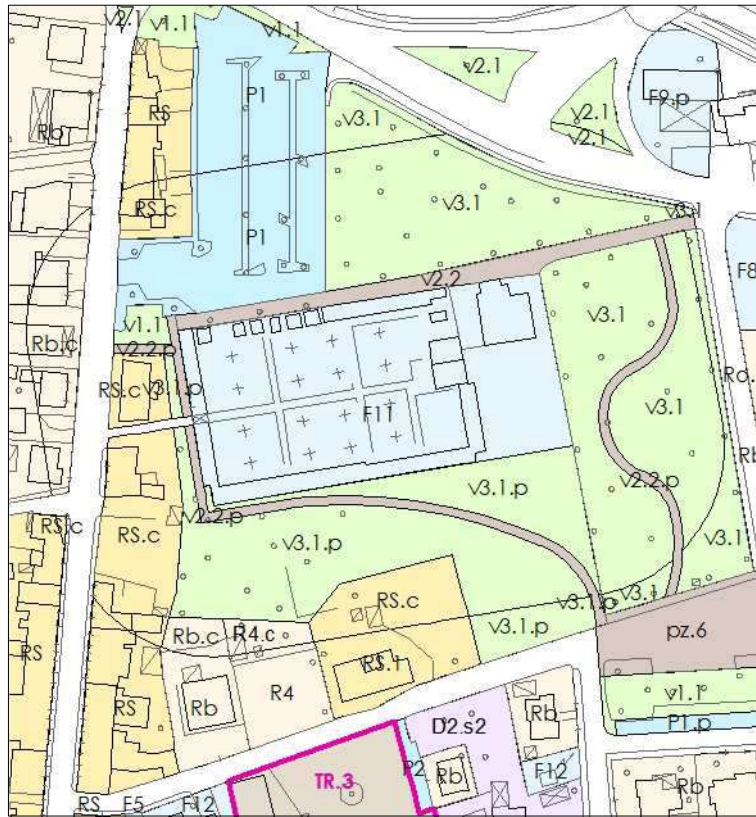 v2.1
v1.1
v1.1
v2.1
RS
P1
v3.1
v2.1
v2.1
F9.p
Rb
RS.c
P1
v3.1
v3.1
v2.2
F8
v1.1
v3.1
Rb.c
v2.2.p
RS.c
v3.1.p
F11
v3.1
v3.1.p
v2.2.p
RS.c
RS.c
v2.2.p
v3.1.p
v3.1
RS.c
v3.1.p
v3.1
Rb.c
R4.c
v3.1.p
pz.6
RS
RS.1
R4
v1.1
RS
Rb
D2.s2
Rb
P1.p
TR.3
P2
Rb
F12
Rb
RS
F5
F12